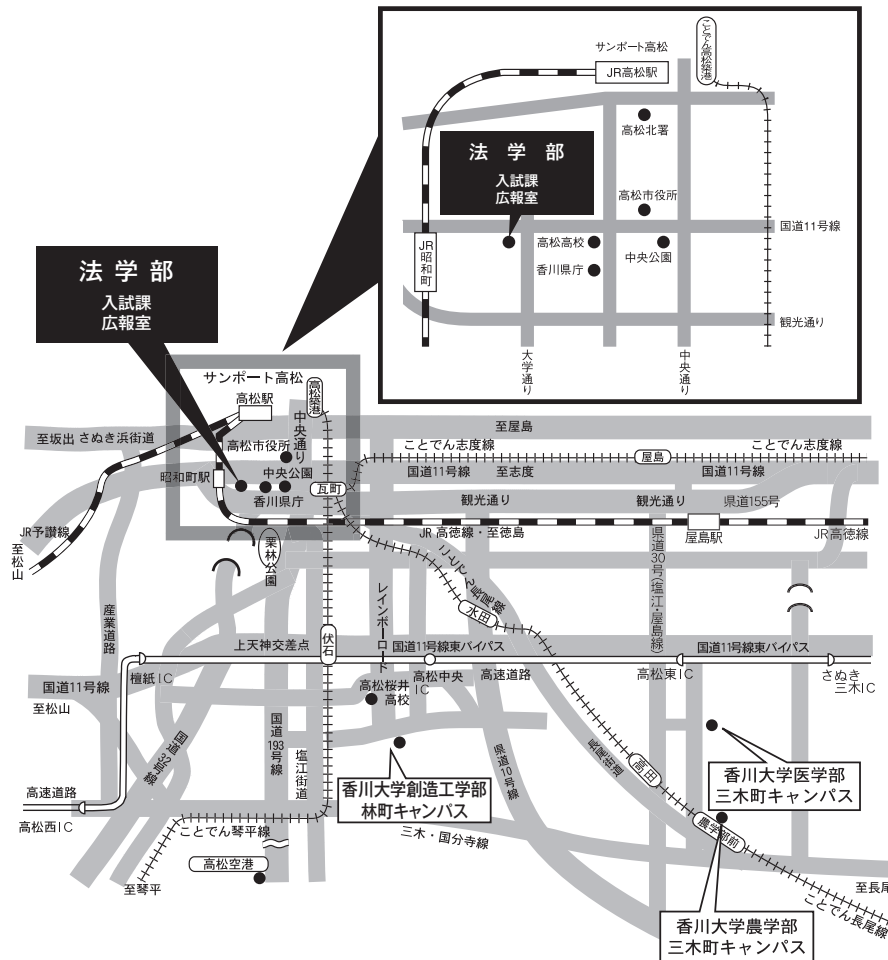 サンポート高松
JR高松駅
ことでん高松築港
高松北署
法学部
入試課
広報室
高松市役所
国道11号線
JR昭和町
高松高校
中央公園
香川県庁
観光通り
大学通り
中央通り
法学部
入試課
広報室
サンポート高松
高松駅
高松築港
中央通り
至屋島
至坂出 さぬき浜街道
高松市役所
ことでん志度線
ことでん志度線
屋島
昭和町駅
中央公園
国道11号線
至志度
国道11号線
香川県庁
瓦町
観光通り
観光通り
県道155号
JR予讃線
至松山
JR 高徳線・至徳島
屋島駅
JR高徳線
栗林公園
県道30号(塩江・屋島線)
ことでん長尾線
水田
産業道路
レインボーロード
上天神交差点
伏石
国道11号線東バイパス
国道11号線東バイパス
檀紙IC
高松中央IC
高速道路
高松東IC
さぬき三木IC
国道11号線
至松山
高松桜井高校
国道32号線
国道193号線
塩江街道
県道10号線
長尾街道
高田
香川大学医学部
三木町キャンパス
香川大学創造工学部
林町キャンパス
高速道路
高松西IC
ことでん琴平線
三木・国分寺線
農学部前
高松空港
至琴平
至長尾
ことでん長尾線
香川大学農学部
三木町キャンパス